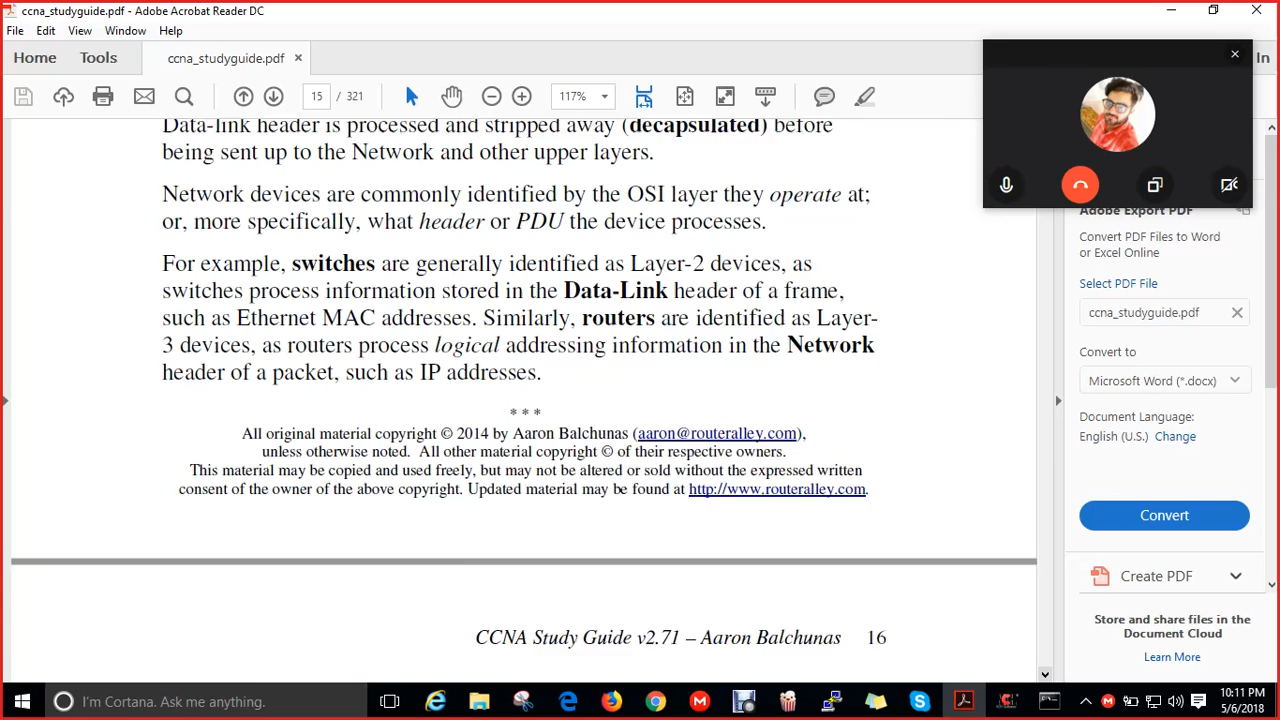 ccna_studyguide.pdf - Adobe Acrobat Reader DC
File Edit View Window Help
Home Tools ccna_studyguide.pdf × In
15 / 321 117%
Data-link header is processed and stripped away (decapsulated) before
being sent up to the Network and other upper layers.
Network devices are commonly identified by the OSI layer they operate at;
or, more specifically, what header or PDU the device processes.
For example, switches are generally identified as Layer-2 devices, as
switches process information stored in the Data-Link header of a frame,
such as Ethernet MAC addresses. Similarly, routers are identified as Layer-
3 devices, as routers process logical addressing information in the Network
header of a packet, such as IP addresses.
* * *
All original material copyright © 2014 by Aaron Balchunas (aaron@routeralley.com),
unless otherwise noted. All other material copyright © of their respective owners.
This material may be copied and used freely, but may not be altered or sold without the expressed written
consent of the owner of the above copyright. Updated material may be found at http://www.routeralley.com.
CCNA Study Guide v2.71 – Aaron Balchunas 16
Adobe Export PDF
Convert PDF Files to Word
or Excel Online
Select PDF File
ccna_studyguide.pdf
Convert to
Microsoft Word (*.docx)
Document Language:
English (U.S.) Change
Convert
Create PDF
Store and share files in the
Document Cloud
Learn More
I'm Cortana. Ask me anything.
10:11 PM
5/6/2018